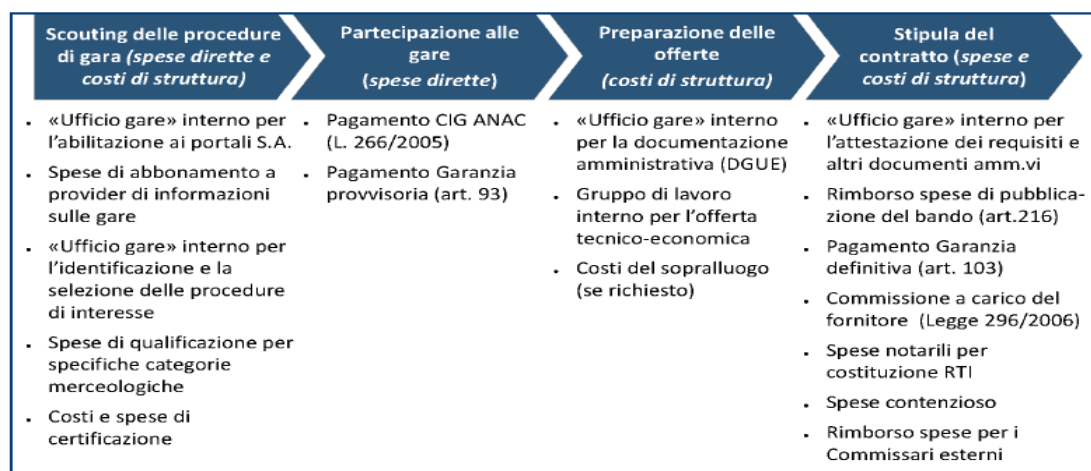 Scouting delle procedure
di gara (spese dirette e
costi di struttura)
• «Ufficio gare» interno per
l'abilitazione ai portali S.A.
• Spese di abbonamento a
provider di informazioni
sulle gare
• «Ufficio gare» interno per
l'identificazione e la
selezione delle procedure
di interesse
• Spese di qualificazione per
specifiche categorie
merceologiche
• Costi e spese di
certificazione
Partecipazione alle
gare
(spese dirette)
• Pagamento CIG ANAC
(L. 266/2005)
• Pagamento Garanzia
provvisoria (art. 93)
Preparazione delle
offerte
(costi di struttura)
• «Ufficio gare» interno
per la documentazione
amministrativa (DGUE)
• Gruppo di lavoro
interno per l'offerta
tecnico-economica
• Costi del sopralluogo
(se richiesto)
Stipula del
contratto (spese e
costi di struttura)
• «Ufficio gare» interno per
l'attestazione dei requisiti e
altri documenti amm.vi
• Rimborso spese di pubblica-
zione del bando (art.216)
• Pagamento Garanzia
definitiva (art. 103)
• Commissione a carico del
fornitore (Legge 296/2006)
• Spese notarili per
costituzione RTI
• Spese contenzioso
• Rimborso spese per i
Commissari esterni